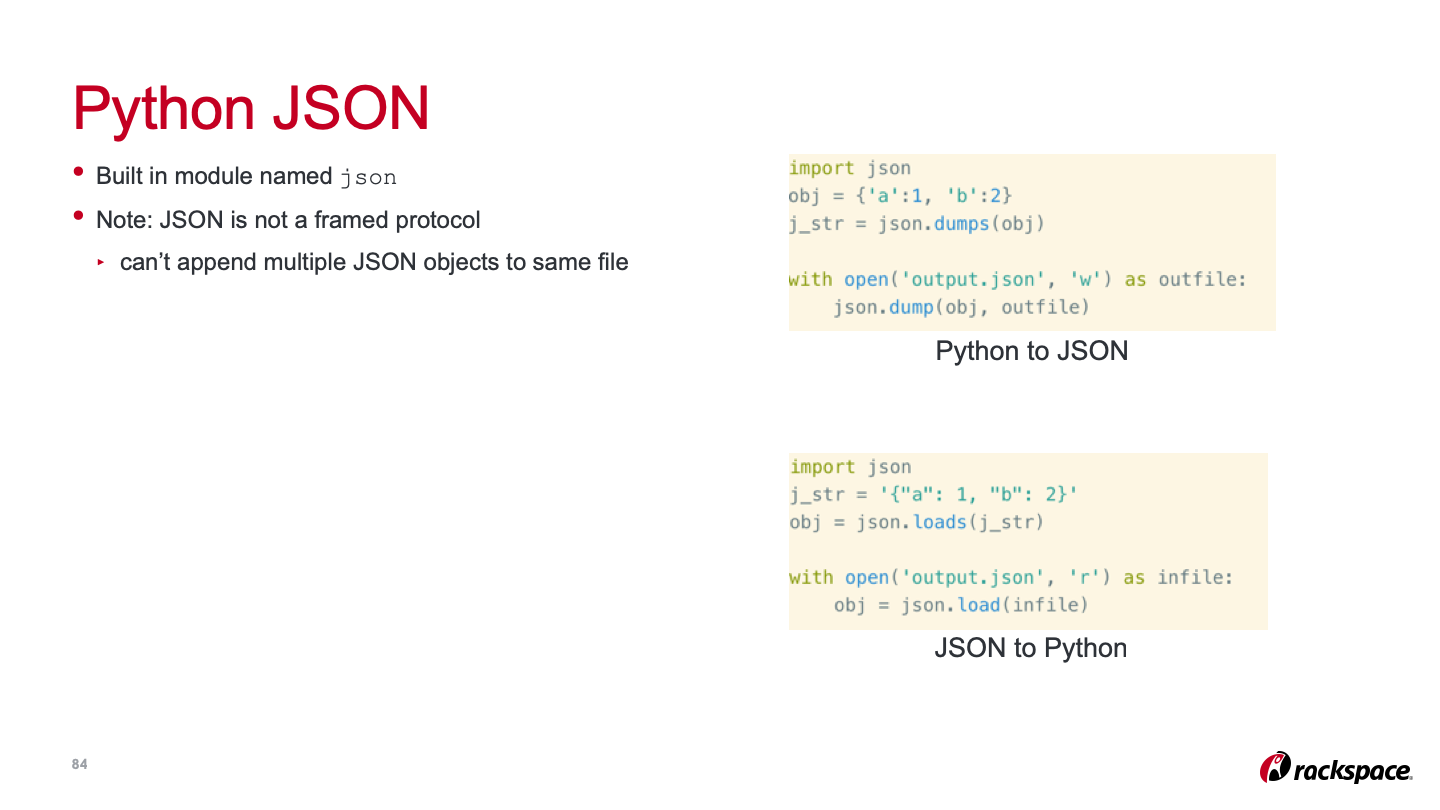 Python JSON
• Built in module named json
• Note: JSON is not a framed protocol
‣ can’t append multiple JSON objects to same file
import json
obj = {'a':1, 'b':2}
j_str = json.dumps(obj)
with open('output.json', 'w') as outfile:
    json.dump(obj, outfile)
Python to JSON
import json
j_str = '{"a": 1, "b": 2}'
obj = json.loads(j_str)
with open('output.json', 'r') as infile:
    obj = json.load(infile)
JSON to Python
84
rackspace.